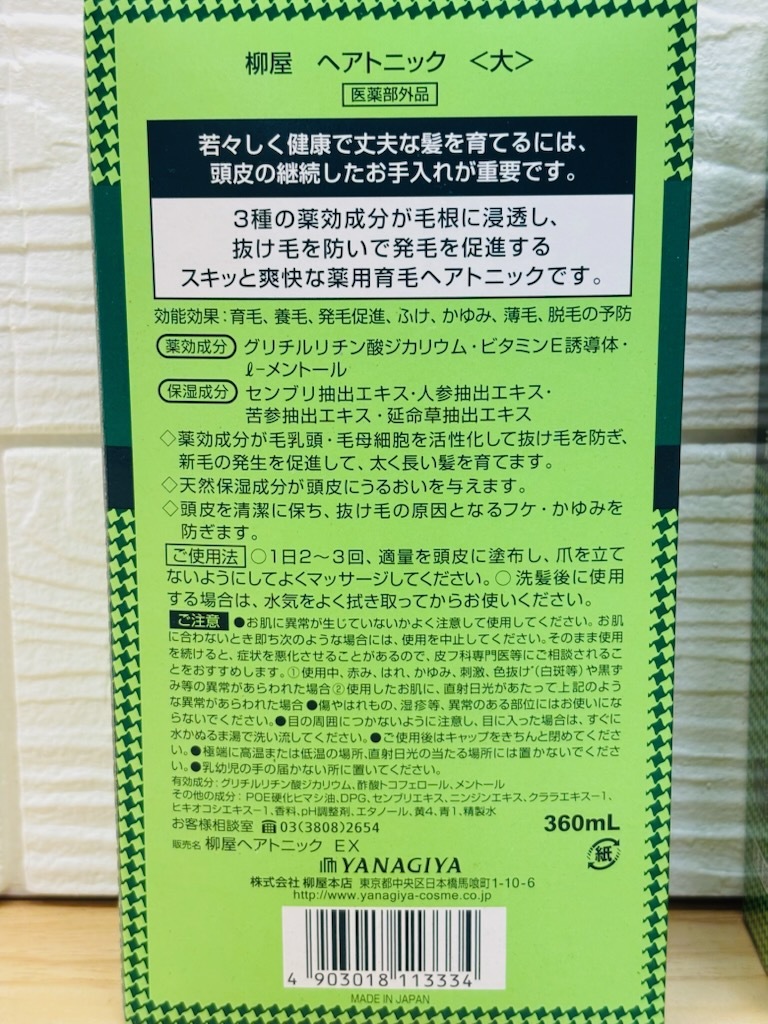 柳屋 ヘアトニック <大>
医薬部外品
若々しく健康で丈夫な髪を育てるには、
頭皮の継続したお手入れが重要です。
3種の薬効成分が毛根に浸透し、
抜け毛を防いで発毛を促進する
スキッと爽快な薬用育毛ヘアトニックです。
効能効果:育毛、養毛、発毛促進、ふけ、かゆみ、薄毛、脱毛の予防
薬効成分 グリチルリチン酸ジカリウム・ビタミンE誘導体・
ℓ-メントール
保湿成分 センブリ抽出エキス・人参抽出エキス・
苦参抽出エキス・延命草抽出エキス
◇薬効成分が毛乳頭・毛母細胞を活性化して抜け毛を防ぎ、
新毛の発生を促進して、太く長い髪を育てます。
◇天然保湿成分が頭皮にうるおいを与えます。
◇頭皮を清潔に保ち、抜け毛の原因となるフケ・かゆみを
防ぎます。
ご使用法 ○1日2〜3回、適量を頭皮に塗布し、爪を立て
ないようにしてよくマッサージしてください。○洗髪後に使用
する場合は、水気をよく拭き取ってからお使いください。
ご注意 ●お肌に異常が生じていないかよく注意して使用してください。お肌
に合わないとき即ち次のような場合には、使用を中止してください。そのまま使用
を続けると、症状を悪化させることがあるので、皮フ科専門医等にご相談されるこ
とをおすすめします。①使用中、赤み、はれ、かゆみ、刺激、色抜け(白斑等)や黒ず
み等の異常があらわれた場合②使用したお肌に、直射日光があたって上記のよう
な異常があらわれた場合●傷やはれもの、湿疹等、異常のある部位にはお使いにな
らないでください。●目の周囲につかないように注意し、目に入った場合は、すぐに
水かぬるま湯で洗い流してください。●ご使用後はキャップをきちんと閉めてくださ
い。●極端に高温または低温の場所、直射日光の当たる場所には置かないでくださ
い。●乳幼児の手の届かない所に置いてください。
有効成分:グリチルリチン酸ジカリウム、酢酸トコフェロール、メントール
その他の成分:POE硬化ヒマシ油、DPG、センブリエキス、ニンジンエキス、クララエキス-1、
ヒキオコシエキス-1、香料、pH調整剤、エタノール、黄4、青1、精製水
お客様相談室 ☎03(3808)2654
360mL
販売名 柳屋ヘアトニック EX
紙
YANAGIYA
株式会社 柳屋本店 東京都中央区日本橋馬喰町1-10-6
http://www.yanagiya-cosme.co.jp
4 903018 113334
MADE IN JAPAN